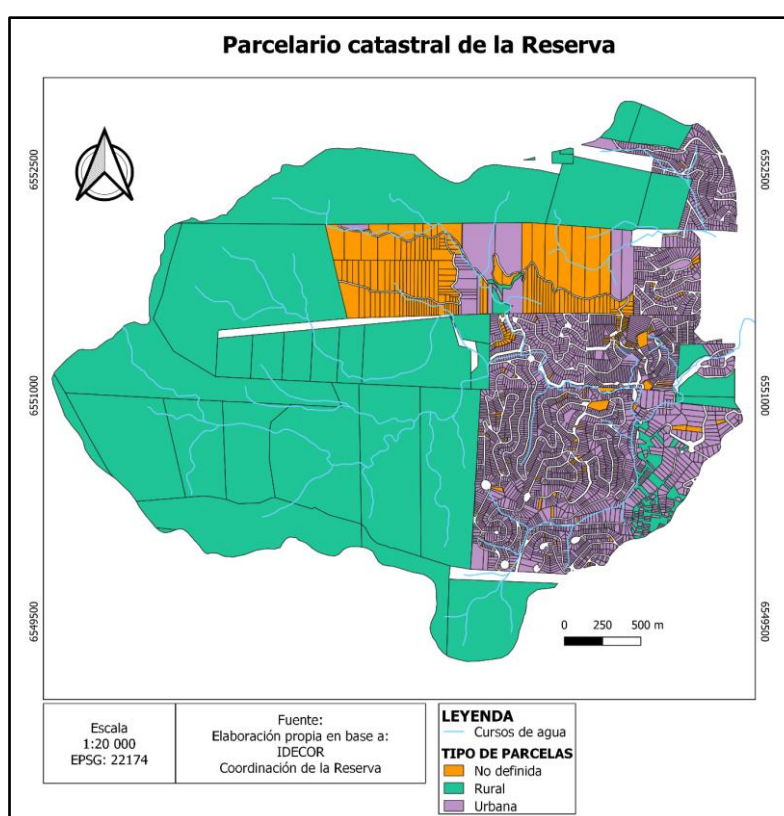 Parcelario catastral de la Reserva
6552500
6552500
6551000
6551000
6549500
6549500
0 250 500 m
Escala
1:20 000
EPSG: 22174
Fuente:
Elaboración propia en base a:
IDECOR
Coordinación de la Reserva
LEYENDA
Cursos de agua
TIPO DE PARCELAS
No definida
Rural
Urbana